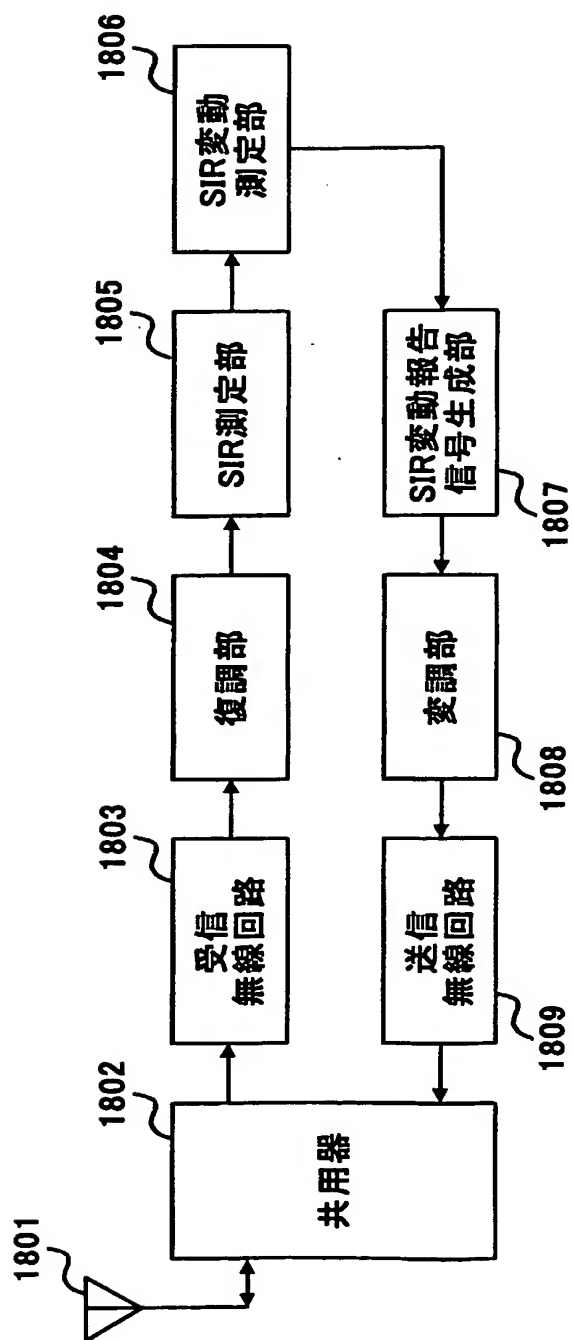 1801
1802
共用器
1803
受信
無線回路
1804
復調部
1805
SIR測定部
1806
SIR変動
測定部
SIR変動報告
信号生成部
1807
変調部
1808
送信
無線回路
1809